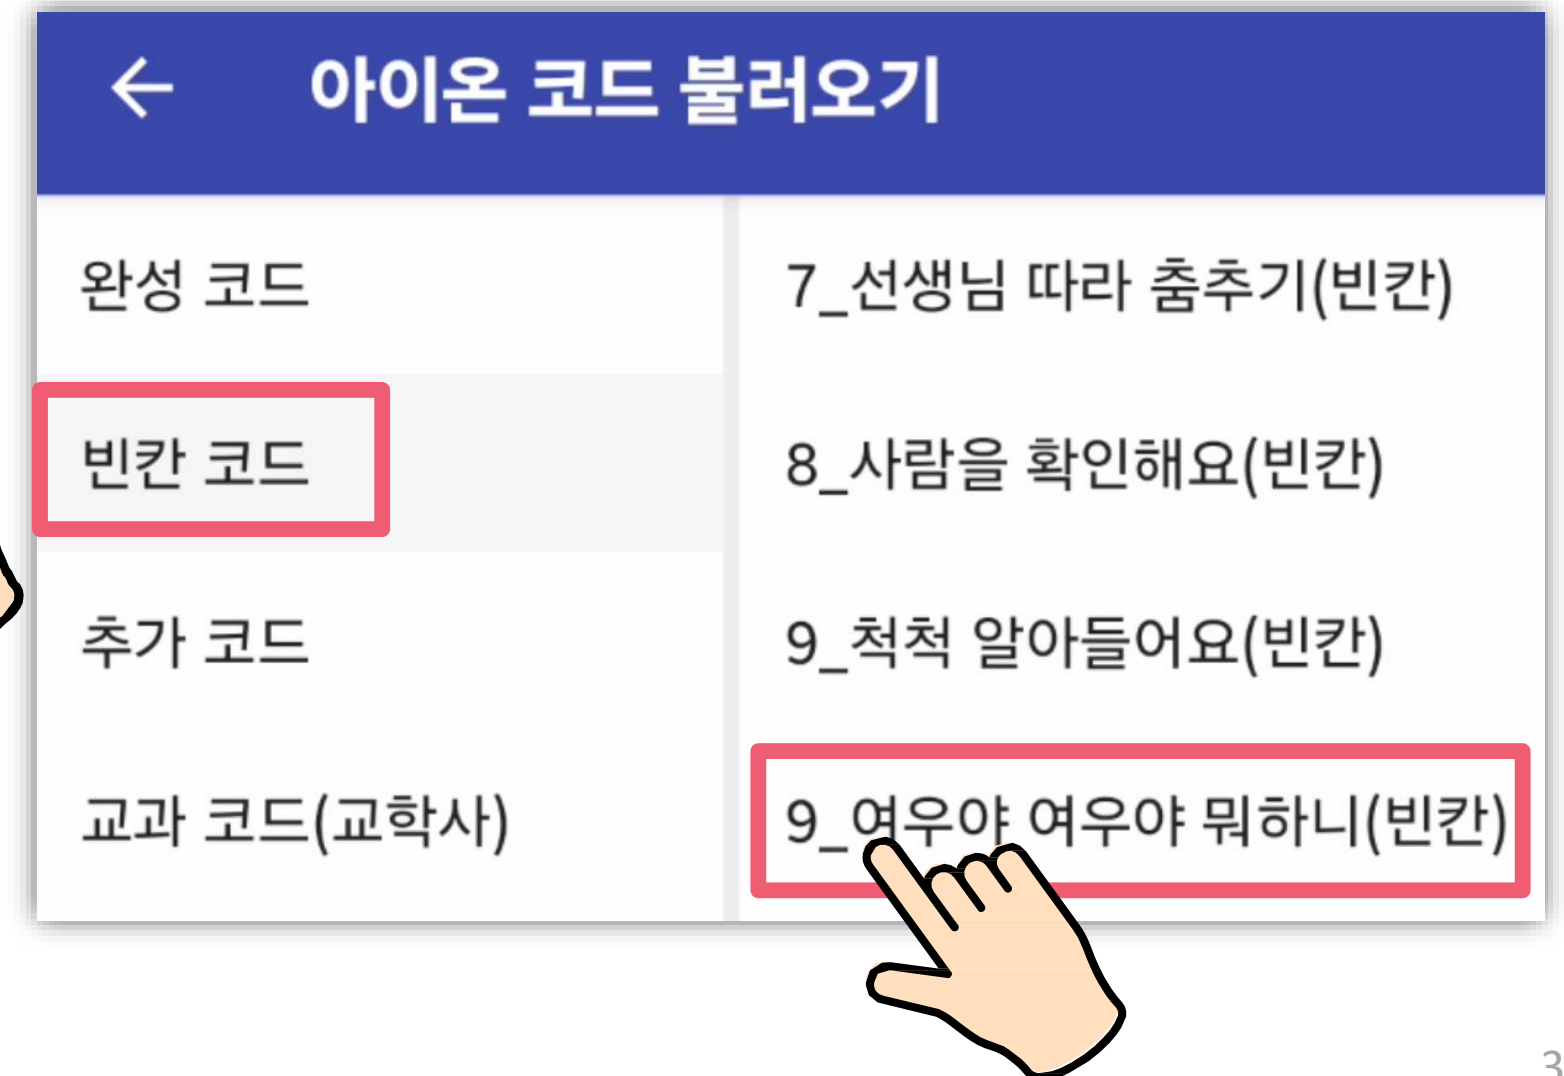 아이온 코드 불러오기
완성 코드
빈칸 코드
추가 코드
교과 코드(교학사)
7_선생님 따라 춤추기(빈칸)
8_사람을 확인해요(빈칸)
9_척척 알아들어요(빈칸)
9_여우야 여우야 뭐하니(빈칸)
3